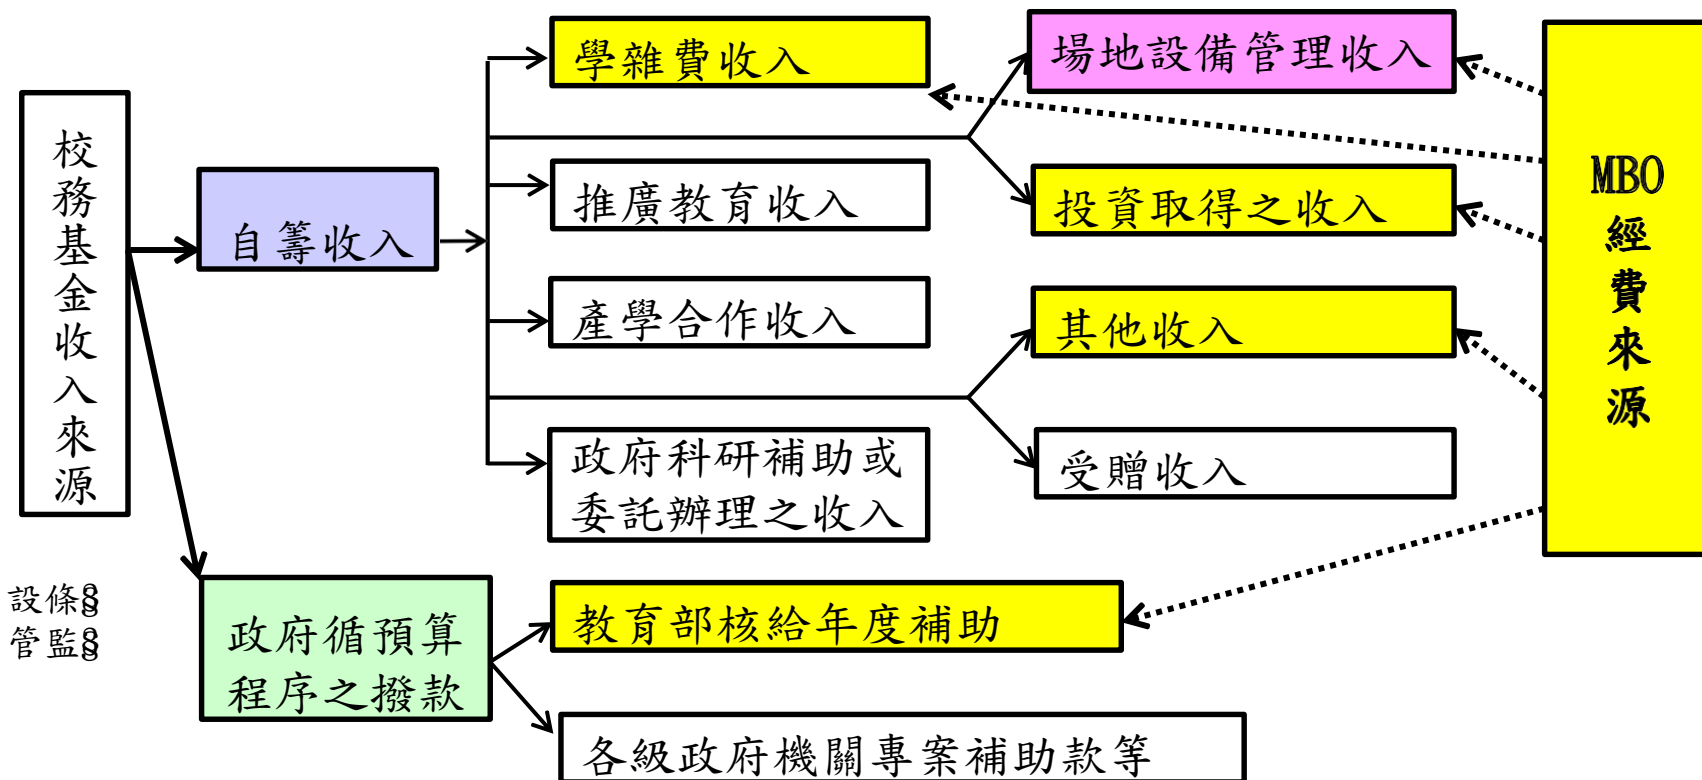 校務基金收入來源
自籌收入
學雜費收入
推廣教育收入
產學合作收入
政府科研補助或
委託辦理之收入
場地設備管理收入
投資取得之收入
其他收入
受贈收入
政府循預算
程序之撥款
教育部核給年度補助
各級政府機關專案補助款等
MBO
經費來源
設條§
管監§